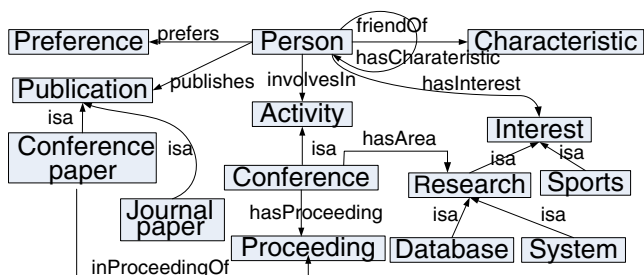 friendOf
Preference
prefers
Person
Characteristic
hasCharateristic
Publication
publishes
involvesIn
hasInterest
isa
Activity
Conference
paper
isa
isa
hasArea
Interest
isa
isa
Conference
Research
Sports
Journal
paper
hasProceeding
isa
isa
Proceeding
Database
System
inProceedingOf